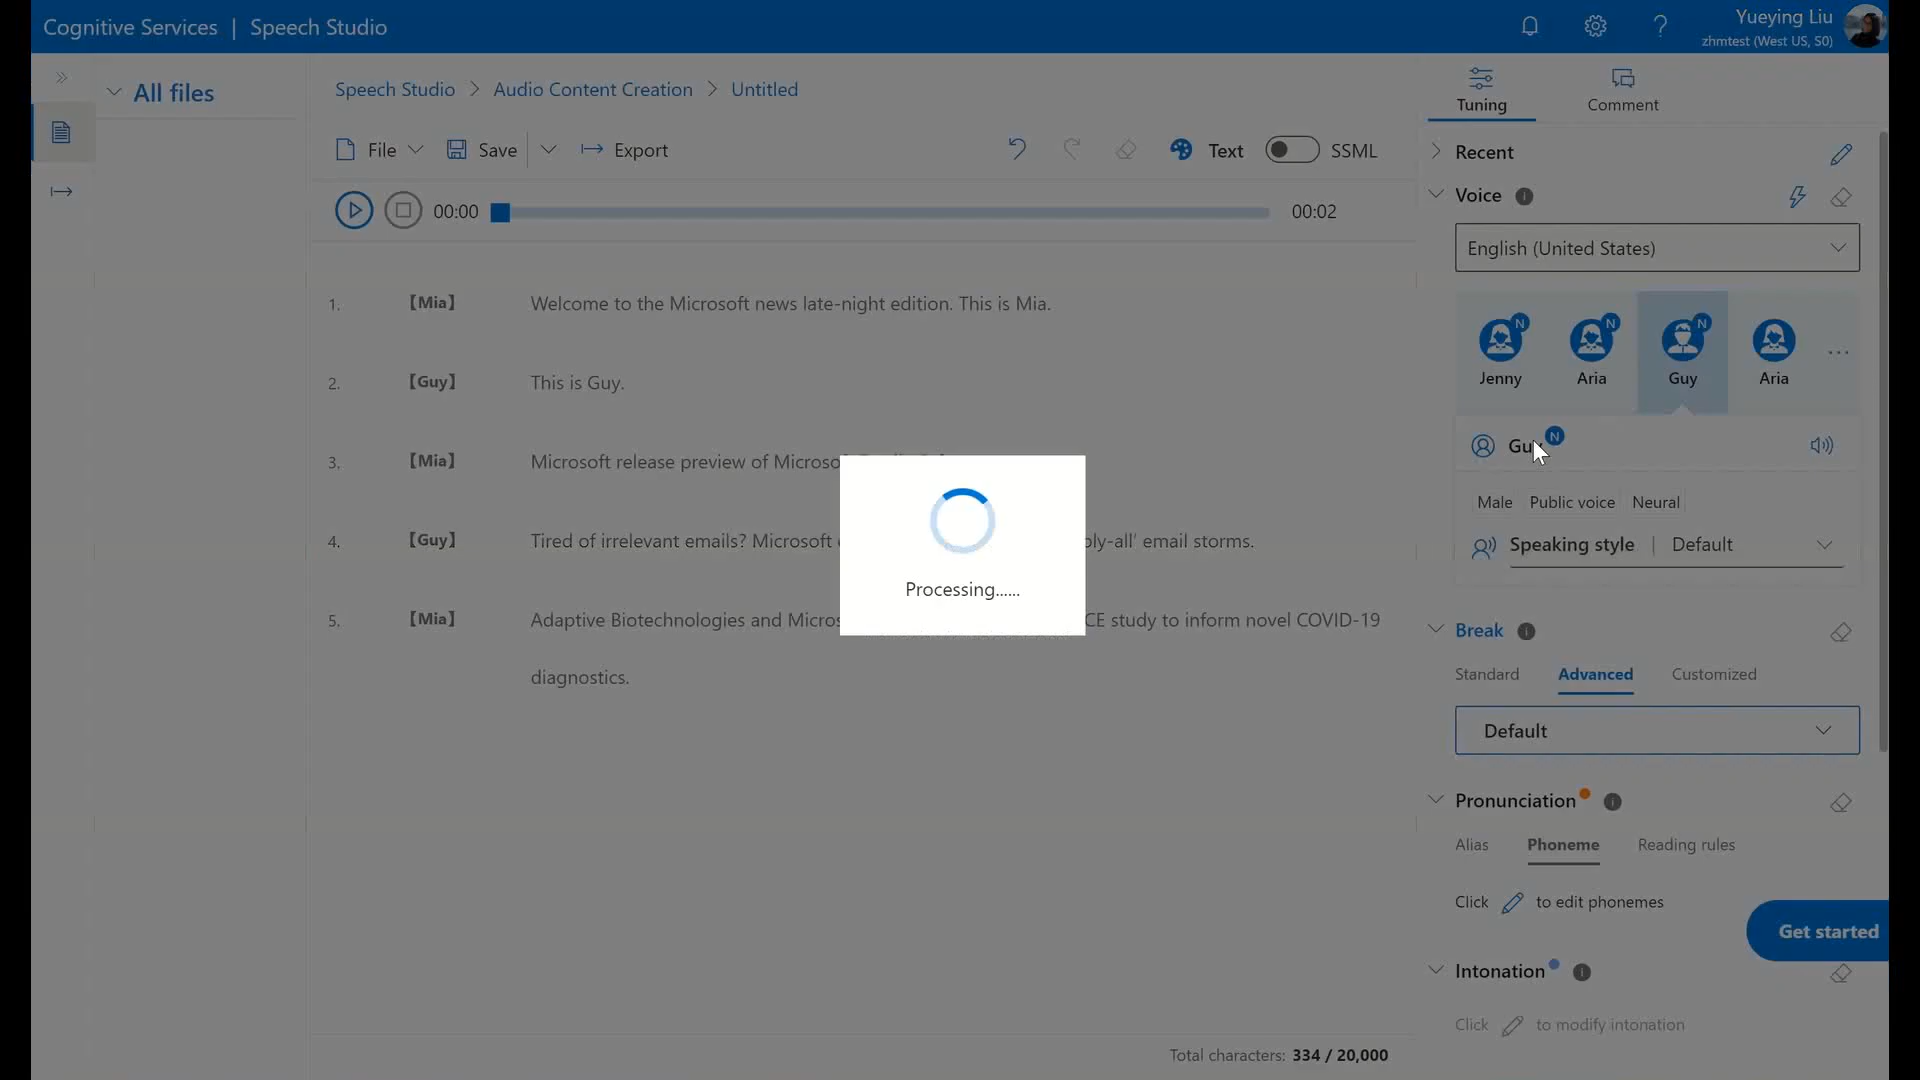 Cognitive Services | Speech Studio
Yueying Liu
zhmtest (West US, S0)
All files
Speech Studio > Audio Content Creation > Untitled
Tuning
Comment
File
Save
Export
Text
SSML
Recent
Voice
00:00
00:02
English (United States)
1. 【Mia】 Welcome to the Microsoft news late-night edition. This is Mia.
N
N
N
Jenny
Aria
Guy
Aria
...
2. 【Guy】 This is Guy.
3. 【Mia】 Microsoft release preview of
Guy N
Male Public voice Neural
4. 【Guy】 Tired of irrelevant emails? Microsoft
email storms.
Speaking style | Default
Processing......
5. 【Mia】 Adaptive Biotechnologies and
study to inform novel COVID-19
diagnostics.
Break
Standard Advanced Customized
Default
Pronunciation
Alias Phoneme Reading rules
Click to edit phonemes
Get started
Intonation
Click to modify intonation
Total characters: 334 / 20,000